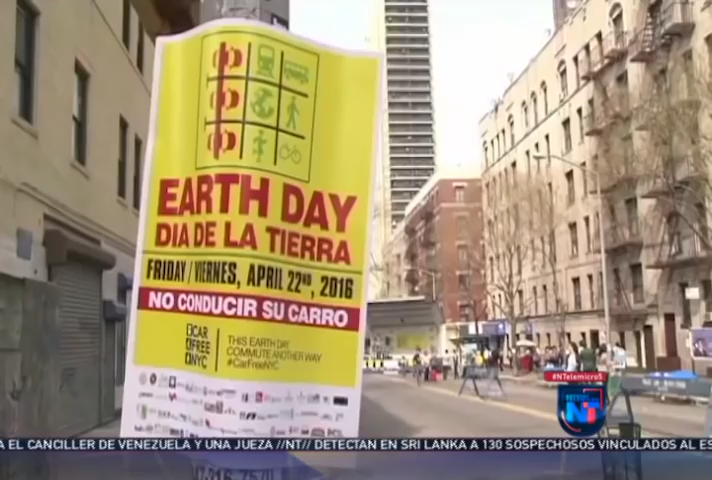 EARTH DAY
DIA DE LA TIERRA
FRIDAY/VIERNES, APRIL 22ND, 2016
NO CONDUCIR SU CARRO
CAR
FREE
NYC
THIS EARTH DAY
COMMUTE ANOTHER WAY
#CarFreeNYC
#NTelemicro5
NT
A EL CANCILLER DE VENEZUELA Y UNA JUEZA //NT// DETECTAN EN SRI LANKA A 130 SOSPECHOSOS VINCULADOS AL ES